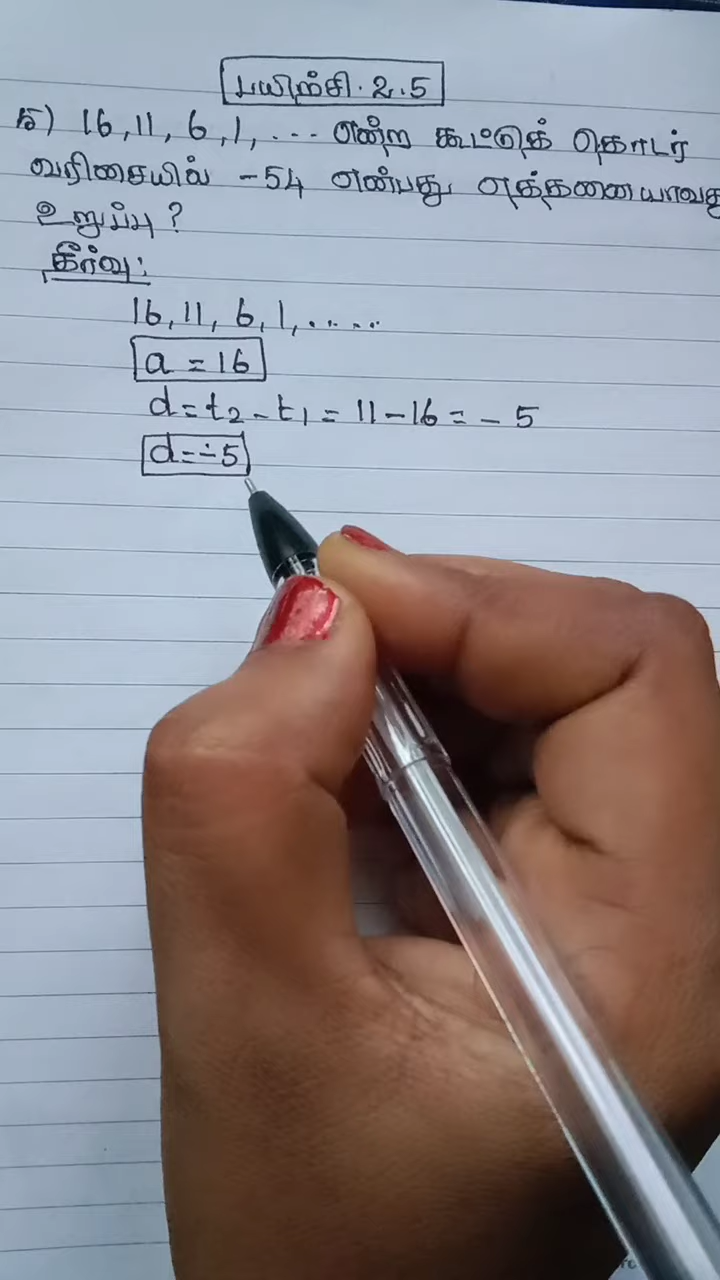 பயிற்சி. 2.5
5) 16, 11, 6, 1, ... என்ற கூட்டுத் தொடர்
வரிசையில் -54 என்பது எத்தனையாவது
உறுப்பு?
தீர்வு:
16, 11, 6, 1, .....
a = 16
d = t₂ - t₁ = 11 - 16 = - 5
d = -5